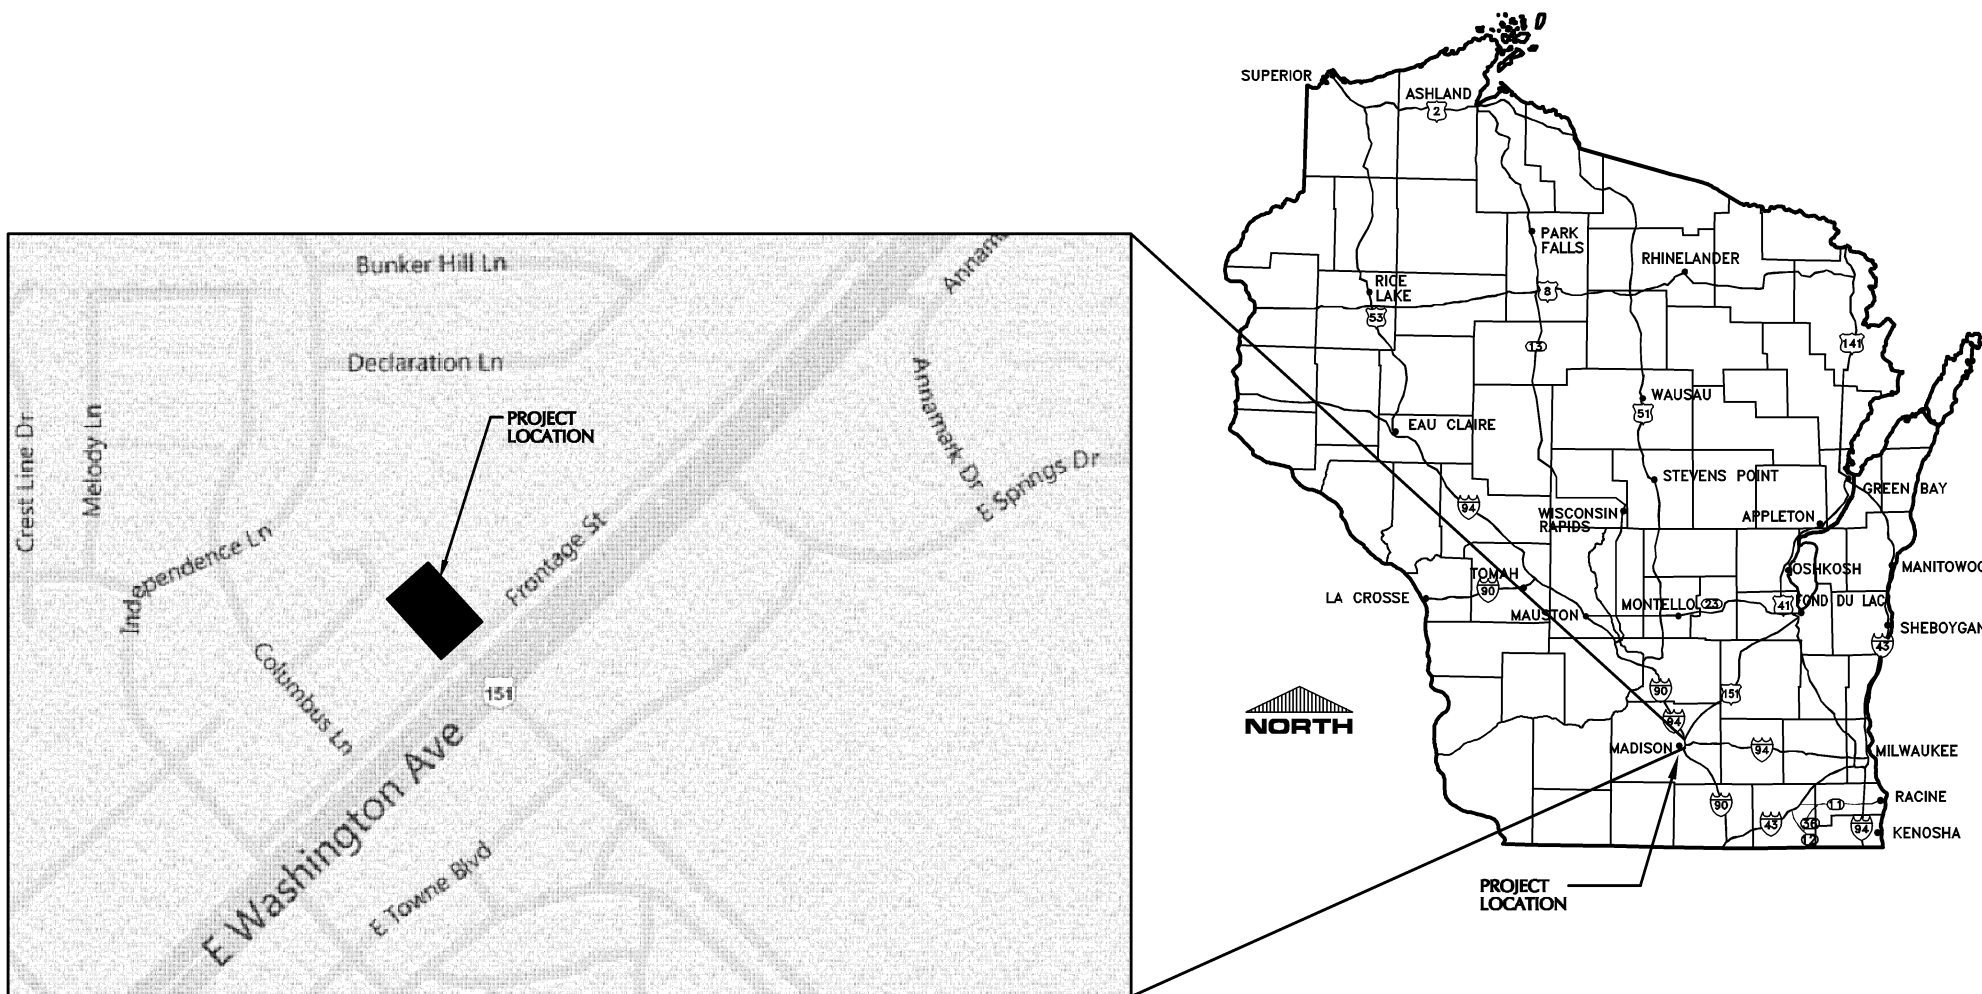 Bunker Hill Ln
Declaration Ln
Crest Line Dr
Melody Ln
Independence Ln
Columbus Ln
PROJECT
LOCATION
Frontage St
151
E Washington Ave
E Towne Blvd
Annamark Dr
E Springs Dr
SUPERIOR
ASHLAND
2
PARK
FALLS
RHINELANDER
RICE
LAKE
8
53
13
141
WAUSAU
51
EAU CLAIRE
STEVENS POINT
GREEN BAY
94
WISCONSIN
RAPIDS
APPLETON
TOMAH
OSHKOSH
MANITOWOC
90
LA CROSSE
MAUSTON
MONTELLO
23
41
FOND DU LAC
SHEBOYGAN
43
90
151
94
NORTH
MADISON
94
MILWAUKEE
90
11
RACINE
43
36
94
KENOSHA
12
PROJECT
LOCATION